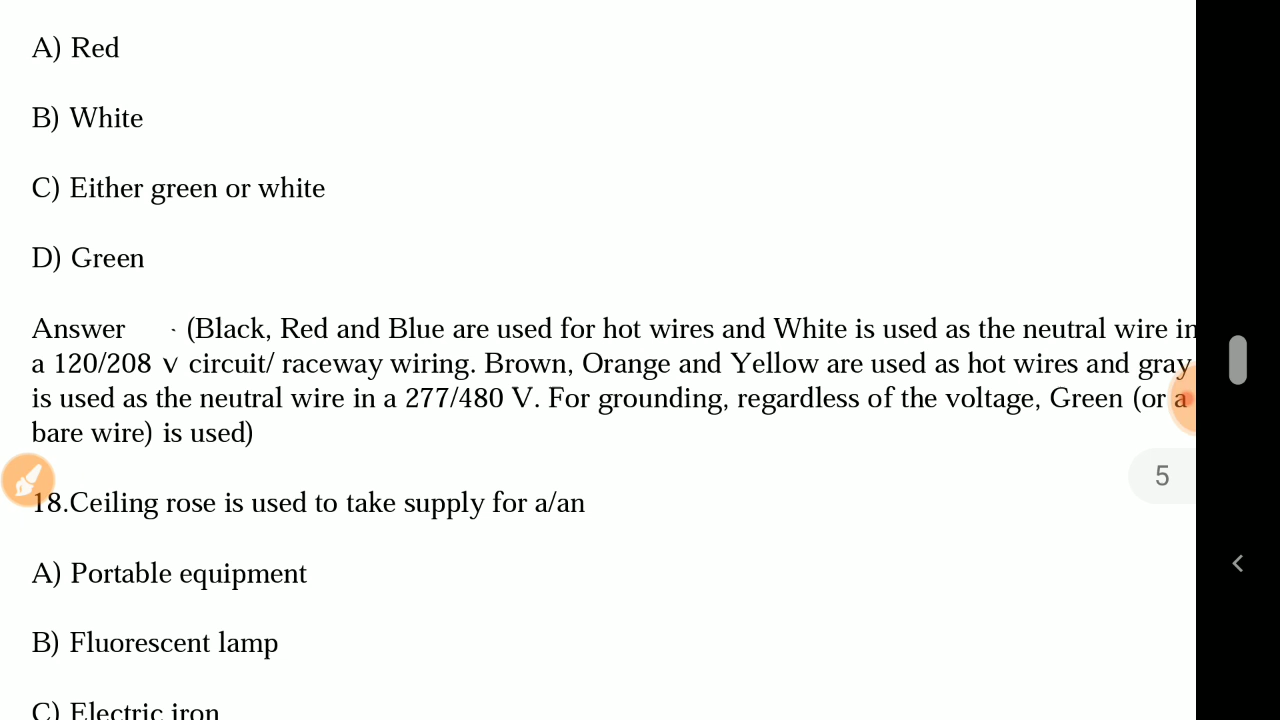 A) Red
B) White
C) Either green or white
D) Green
Answer (Black, Red and Blue are used for hot wires and White is used as the neutral wire in
a 120/208 v circuit/ raceway wiring. Brown, Orange and Yellow are used as hot wires and gray
is used as the neutral wire in a 277/480 V. For grounding, regardless of the voltage, Green (or a
bare wire) is used)
5
18.Ceiling rose is used to take supply for a/an
A) Portable equipment
B) Fluorescent lamp
C) Electric iron